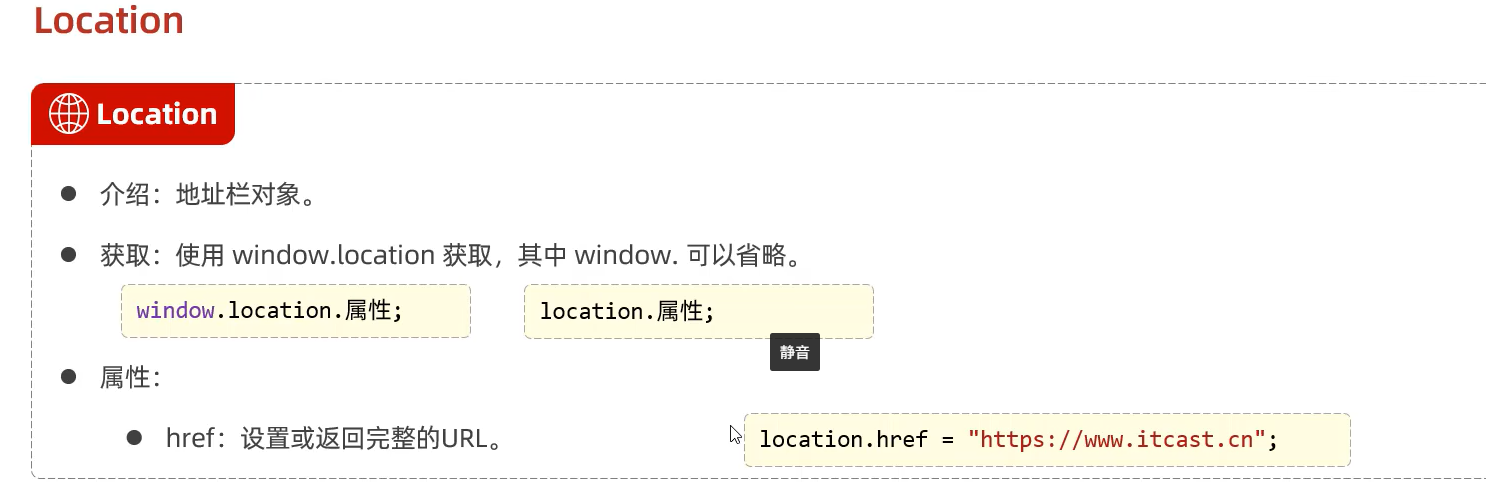 Location
Location
介绍：地址栏对象。
获取：使用 window.location 获取，其中 window. 可以省略。
window.location.属性;
location.属性;
静音
属性：
href：设置或返回完整的URL。
location.href = "https://www.itcast.cn";